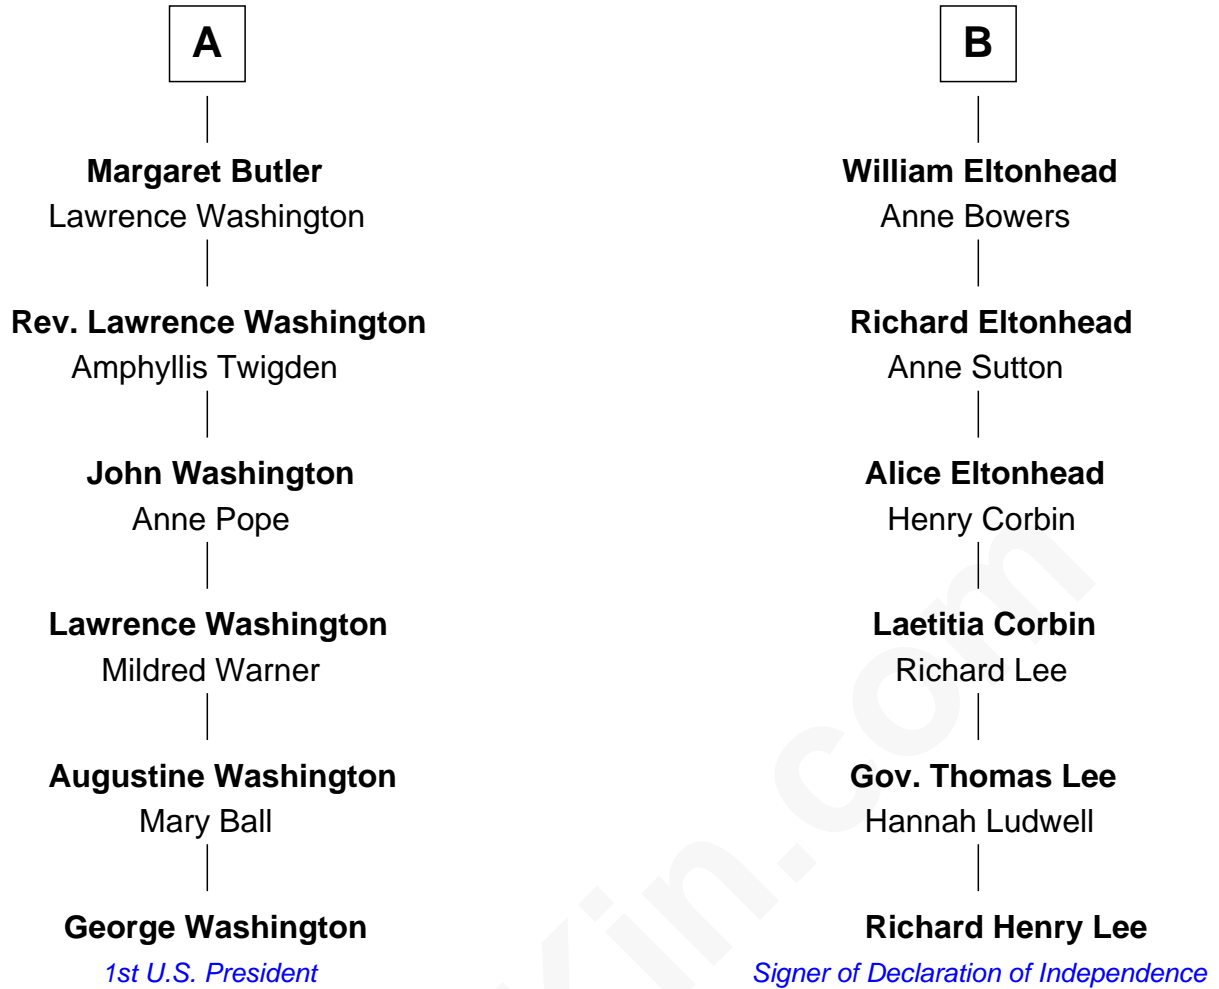 A
Margaret Butler
Lawrence Washington
Rev. Lawrence Washington
Amphyllis Twigden
John Washington
Anne Pope
Lawrence Washington
Mildred Warner
Augustine Washington
Mary Ball
George Washington
1st U.S. President
B
William Eltonhead
Anne Bowers
Richard Eltonhead
Anne Sutton
Alice Eltonhead
Henry Corbin
Laetitia Corbin
Richard Lee
Gov. Thomas Lee
Hannah Ludwell
Richard Henry Lee
Signer of Declaration of Independence
Kin.com